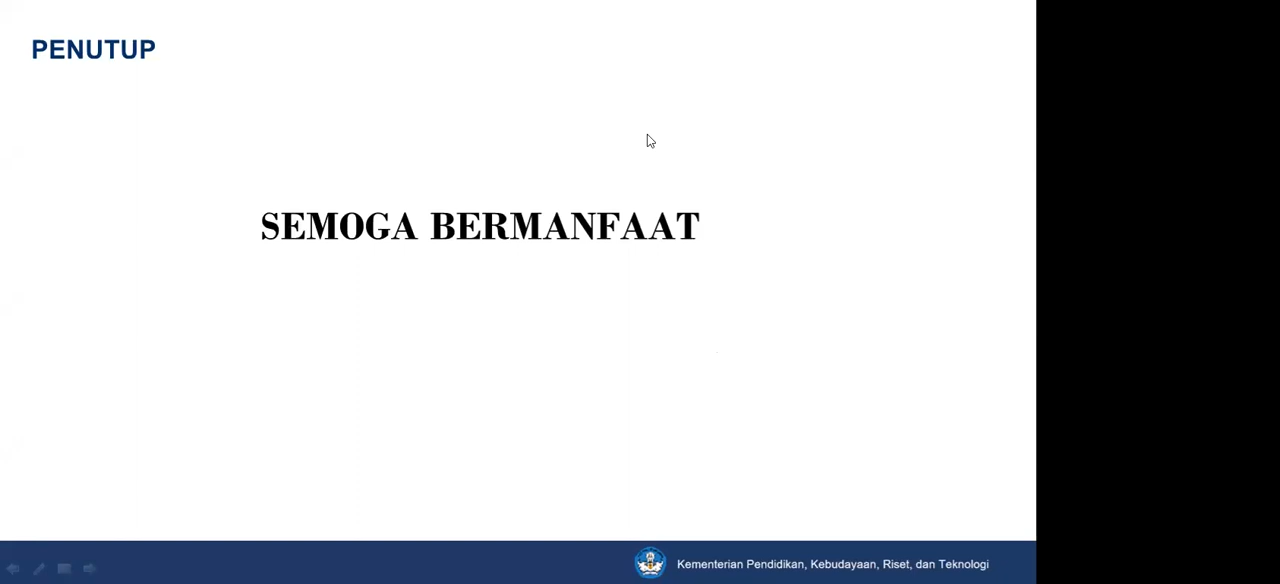 PENUTUP
SEMOGA BERMANFAAT
Kementerian Pendidikan, Kebudayaan, Riset, dan Teknologi